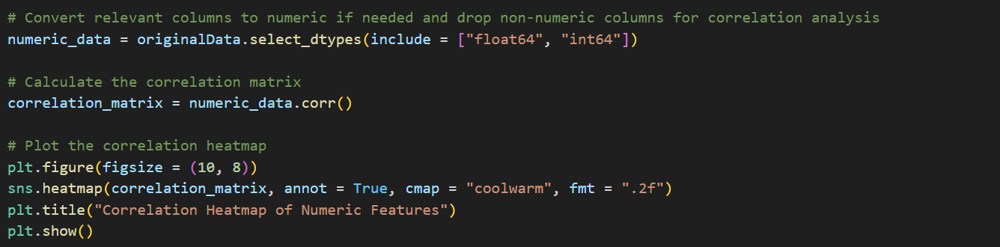 # Convert relevant columns to numeric if needed and drop non-numeric columns for correlation analysis
numeric_data = originalData.select_dtypes(include = ["float64", "int64"])
# Calculate the correlation matrix
correlation_matrix = numeric_data.corr()
# Plot the correlation heatmap
plt.figure(figsize = (10, 8))
sns.heatmap(correlation_matrix, annot = True, cmap = "coolwarm", fmt = ".2f")
plt.title("Correlation Heatmap of Numeric Features")
plt.show()